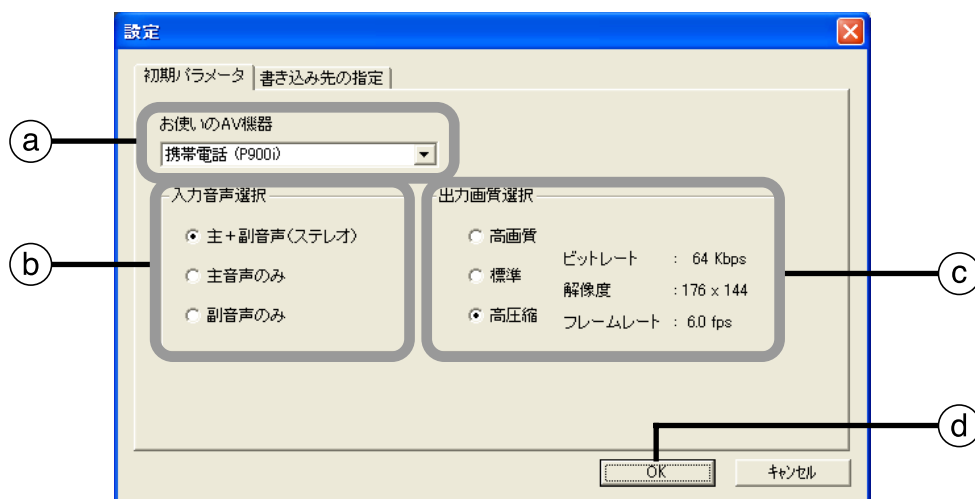 設定
初期パラメータ 書き込み先の指定
a
お使いのAV機器
携帯電話 (P900i)
b
入力音声選択
主+副音声(ステレオ)
主音声のみ
副音声のみ
出力画質選択
高画質
標準
高圧縮
ビットレート : 64 Kbps
解像度 : 176 x 144
フレームレート : 6.0 fps
c
d
OK キャンセル